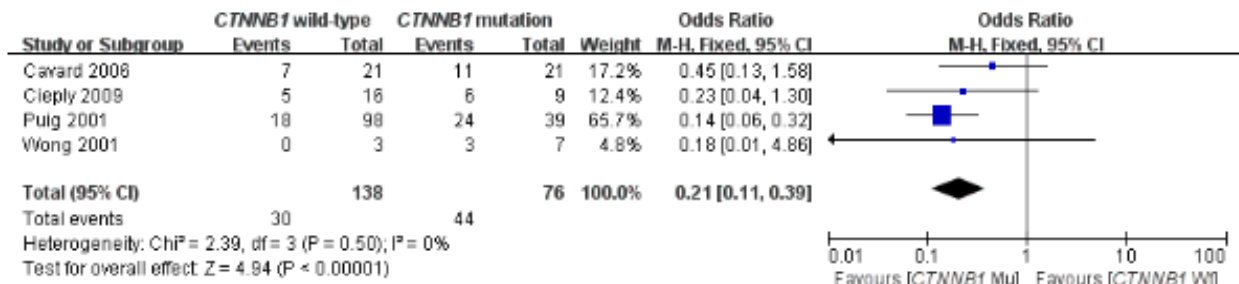 CTNNB1 wild-type CTNNB1 mutation Odds Ratio Odds Ratio
Study or Subgroup Events Total Events Total Weight M-H, Fixed, 95% CI M-H, Fixed, 95% CI
Cavard 2006 7 21 11 21 17.2% 0.45 [0.13, 1.58]
Cieply 2009 5 16 6 9 12.4% 0.23 [0.04, 1.30]
Puig 2001 18 98 24 39 65.7% 0.14 [0.06, 0.32]
Wong 2001 0 3 3 7 4.8% 0.18 [0.01, 4.86]
Total (95% CI) 138 76 100.0% 0.21 [0.11, 0.39]
Total events 30 44
Heterogeneity: Chi² = 2.39, df = 3 (P = 0.50); I² = 0%
Test for overall effect: Z = 4.94 (P < 0.00001)
0.01 0.1 1 10 100
Favours [CTNNB1 Mu] Favours [CTNNB1 Wt]